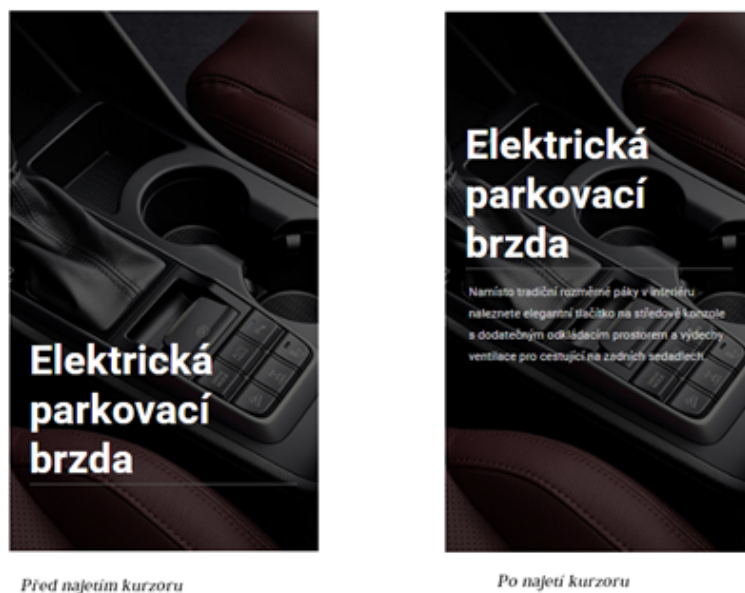 Elektrická
parkovací
brzda
Před najetím kurzoru
Elektrická
parkovací
brzda
Namísto tradiční rozměrné páky v interiéru
naleznete elegantní tlačítko na středové konzole
s dodatečným odkládacím prostorem a výdechy
ventilace pro cestující na zadních sedadlech.
Po najetí kurzoru